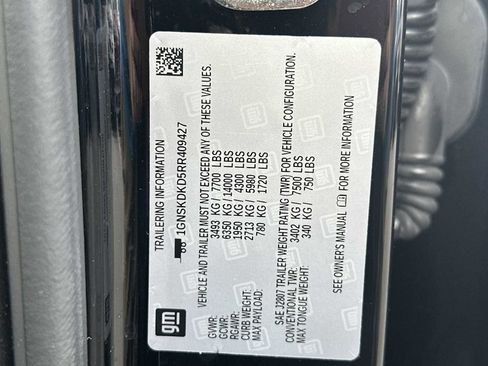 TRAILERING INFORMATION
1GNSKDKD5RR409427
VEHICLE AND TRAILER MUST NOT EXCEED ANY OF THESE VALUES.
GVWR: 3493 KG / 7700 LBS
GCWR: 6350 KG / 14000 LBS
RGAWR: 1950 KG / 4300 LBS
CURB WEIGHT: 2713 KG / 5980 LBS
MAX PAYLOAD: 780 KG / 1720 LBS
SAE J2807 TRAILER WEIGHT RATING (TWR) FOR VEHICLE CONFIGURATION.
CONVENTIONAL TWR: 3402 KG / 7500 LBS
MAX TONGUE WEIGHT: 340 KG / 750 LBS
SEE OWNER'S MANUAL FOR MORE INFORMATION
gm